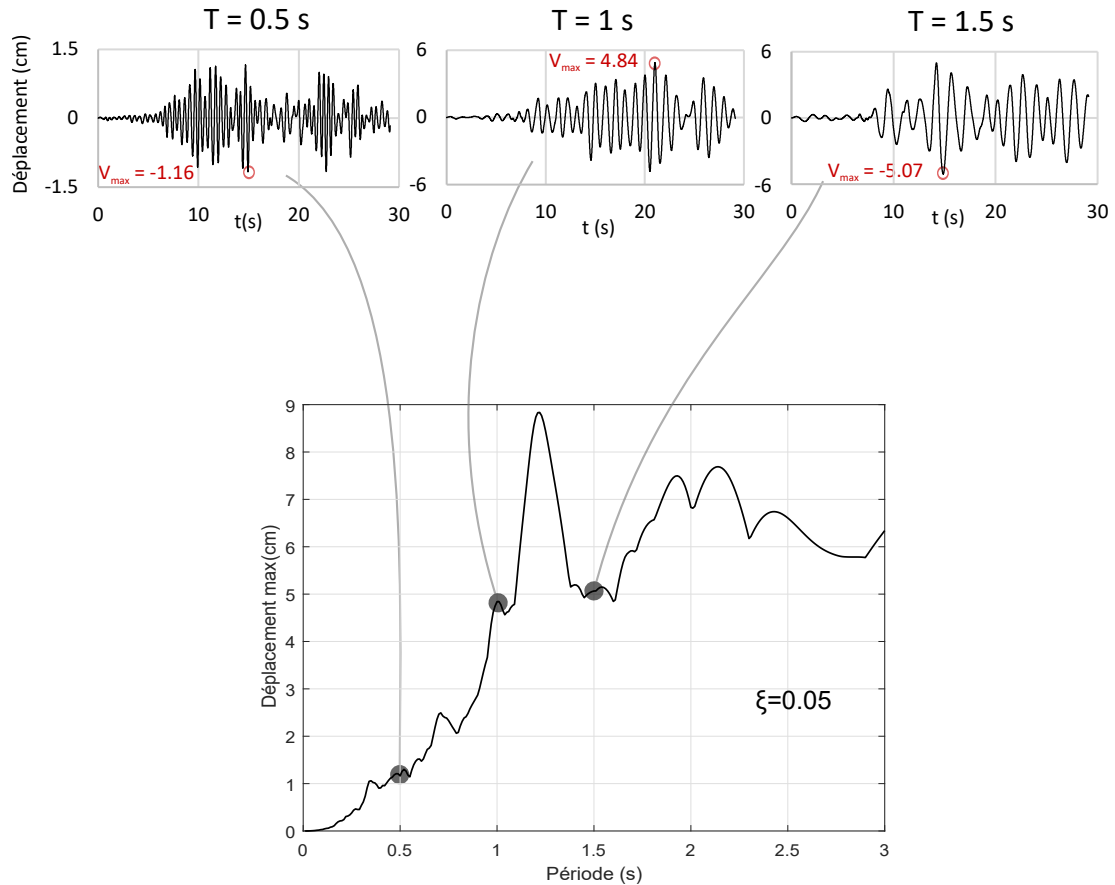 T = 0.5 s
T = 1 s
T = 1.5 s
Déplacement (cm)
1.5
0
-1.5
Vmax = -1.16
0 10 20 30
t(s)
6
0
-6
Vmax = 4.84
0 10 20 30
t (s)
6
0
-6
Vmax = -5.07
0 10 20 30
t (s)
Déplacement max(cm)
9
8
7
6
5
4
3
2
1
0
ξ=0.05
0 0.5 1 1.5 2 2.5 3
Période (s)